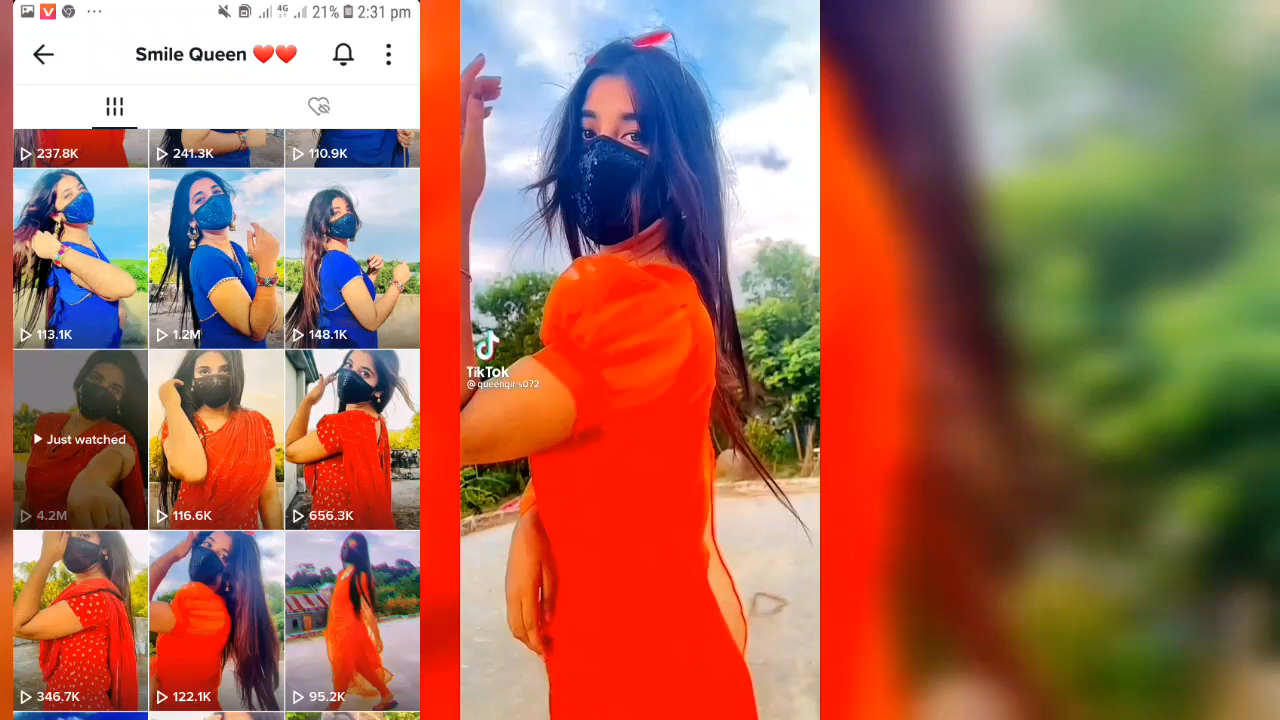 4G 21% 2:31 pm
Smile Queen ❤️❤️
237.8K 241.3K 110.9K
113.1K 1.2M 148.1K
Just watched
4.2M 116.6K 656.3K
346.7K 122.1K 95.2K
TikTok